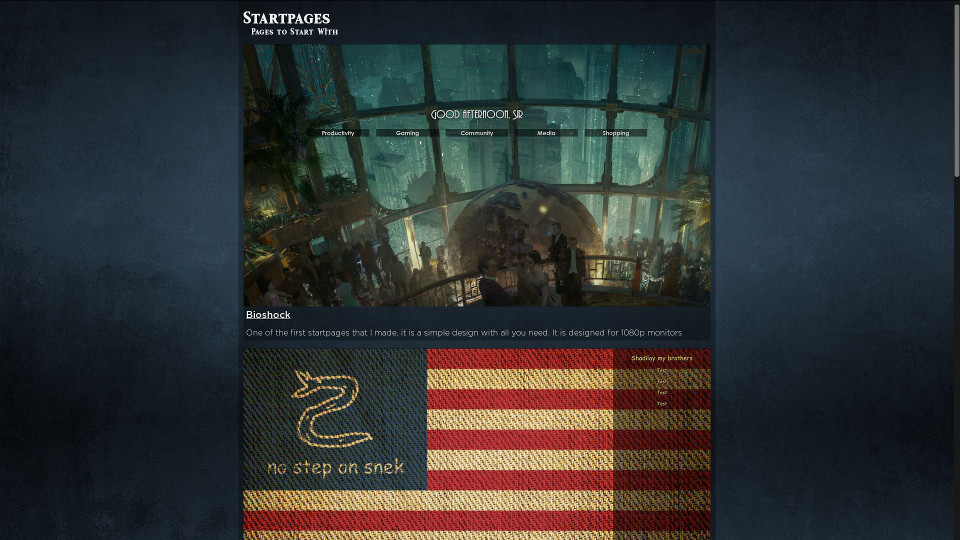 Startpages
Pages to Start With
GOOD AFTERNOON, SIR
Productivity Gaming Community Media Shopping
Bioshock
One of the first startpages that I made, it is a simple design with all you need. It is designed for 1080p monitors
Shadilay my brothers
Test
Test
Test
Test
no step on snek